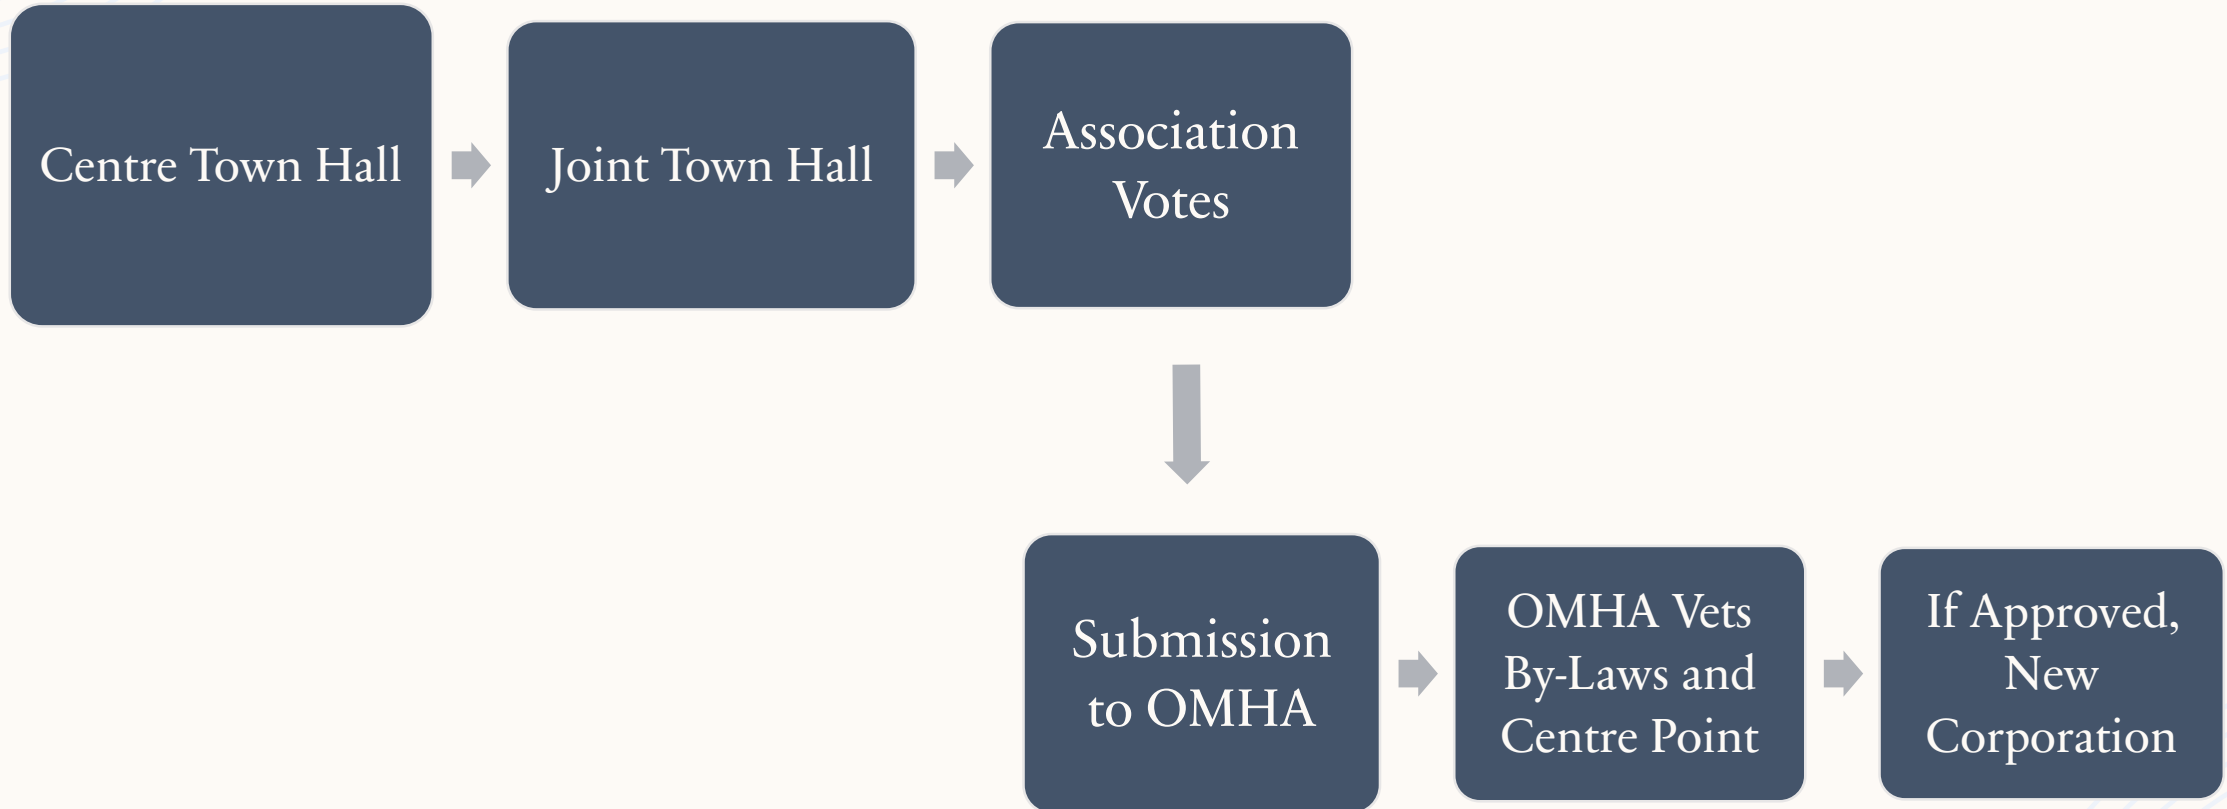 Centre Town Hall
Joint Town Hall
Association
Votes
Submission
to OMHA
OMHA Vets
By-Laws and
Centre Point
If Approved,
New
Corporation